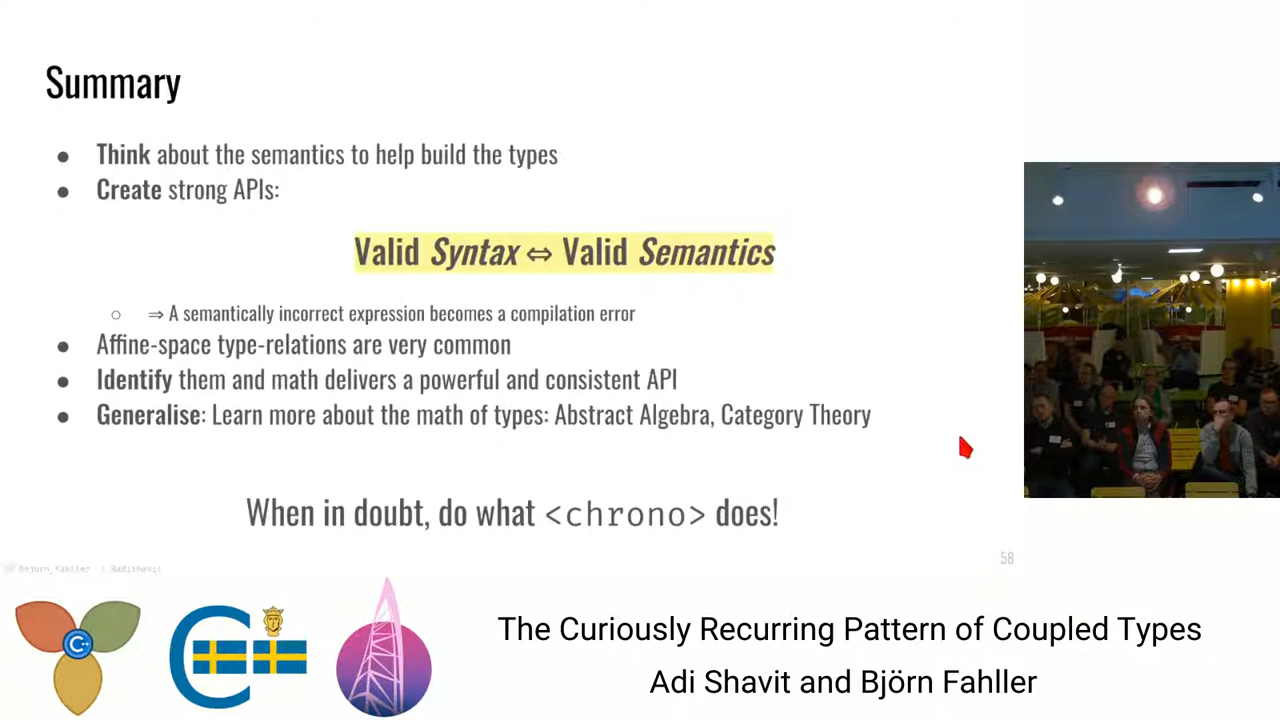 Summary
● Think about the semantics to help build the types
● Create strong APIs:
Valid Syntax ⇔ Valid Semantics
○ ⇒ A semantically incorrect expression becomes a compilation error
● Affine-space type-relations are very common
● Identify them and math delivers a powerful and consistent API
● Generalise: Learn more about the math of types: Abstract Algebra, Category Theory
When in doubt, do what <chrono> does!
58
@bjorn_fahller
@adishavit
C++
The Curiously Recurring Pattern of Coupled Types
Adi Shavit and Björn Fahller